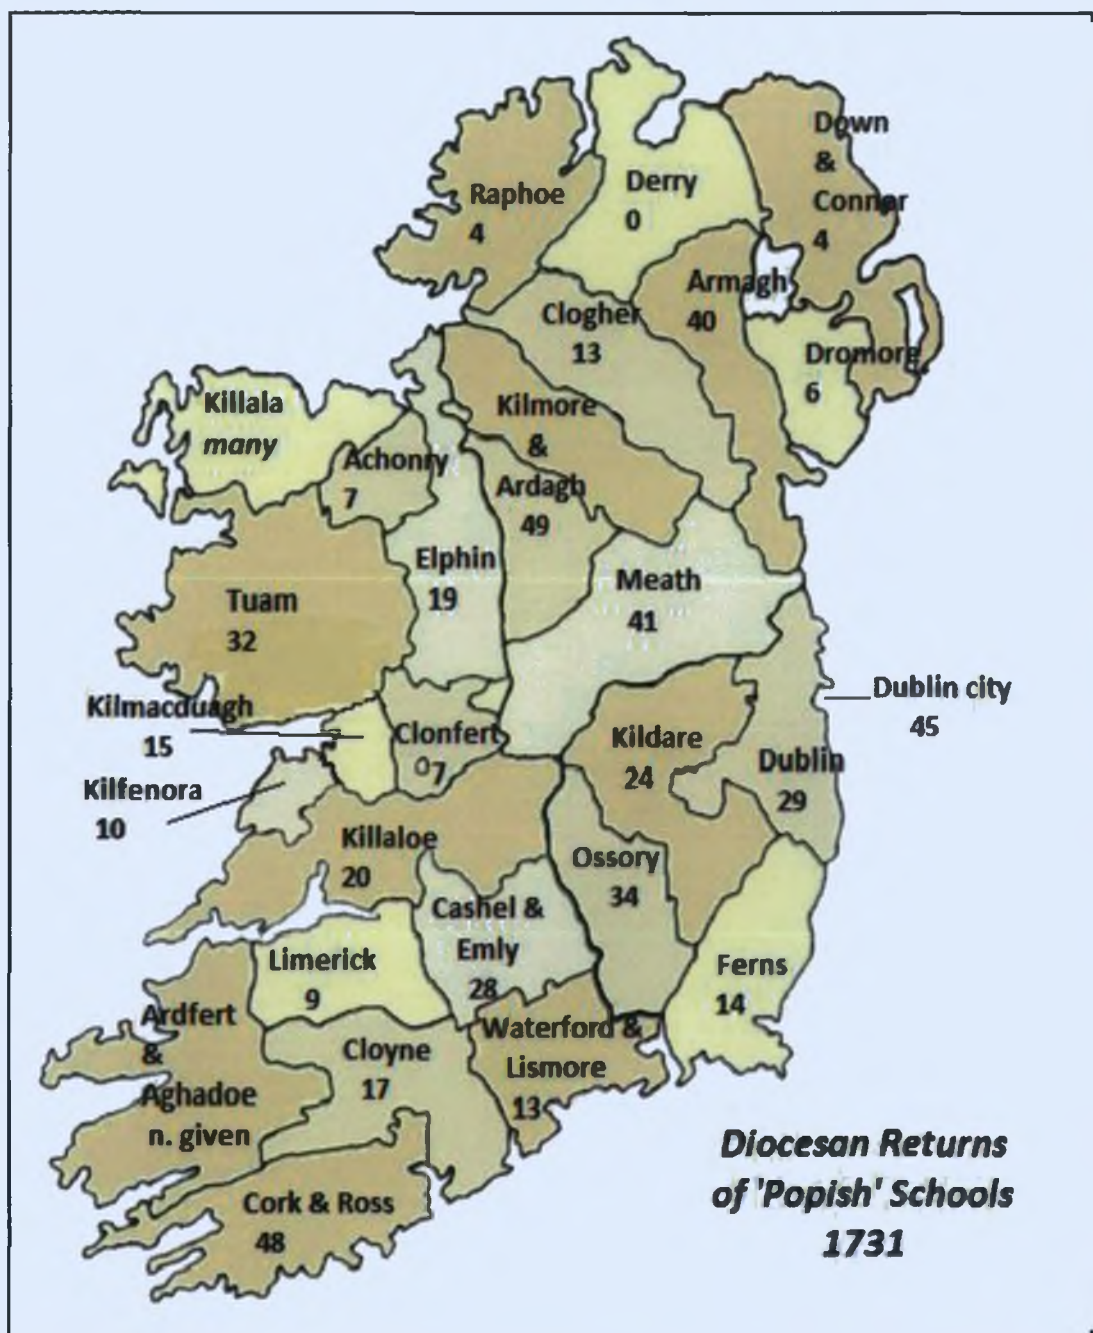 Down
&
Connor
4
Derry
0
Raphoe
4
Armagh
40
Clogher
13
Dromore
6
Killala
many
Kilmore
&
Ardagh
49
Achonry
7
Elphin
19
Meath
41
Tuam
32
Dublin city
45
Kilmacduagh
15
Clonfert
7
Kildare
24
Dublin
29
Kilfenora
10
Killaloe
20
Ossory
34
Cashel &
Emly
28
Limerick
9
Ferns
14
Ardfert
&
Aghadoe
n. given
Cloyne
17
Waterford &
Lismore
13
Cork & Ross
48
Diocesan Returns
of 'Popish' Schools
1731